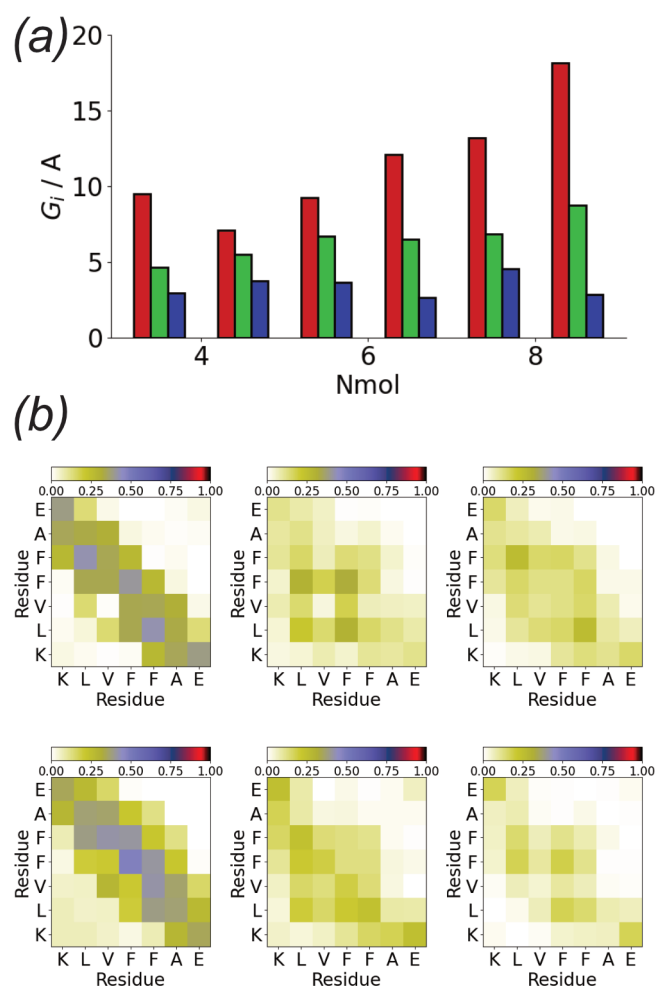 (a)
20
15
10
5
0
G_i / A
4 6 8
Nmol
(b)
0.00 0.25 0.50 0.75 1.00 0.00 0.25 0.50 0.75 1.00 0.00 0.25 0.50 0.75 1.00
Residue Residue Residue
E E E
A A A
F F F
F F F
V V V
L L L
K K K
K L V F F A E K L V F F A E K L V F F A E
Residue Residue Residue
0.00 0.25 0.50 0.75 1.00 0.00 0.25 0.50 0.75 1.00 0.00 0.25 0.50 0.75 1.00
Residue Residue Residue
E E E
A A A
F F F
F F F
V V V
L L L
K K K
K L V F F A E K L V F F A E K L V F F A E
Residue Residue Residue